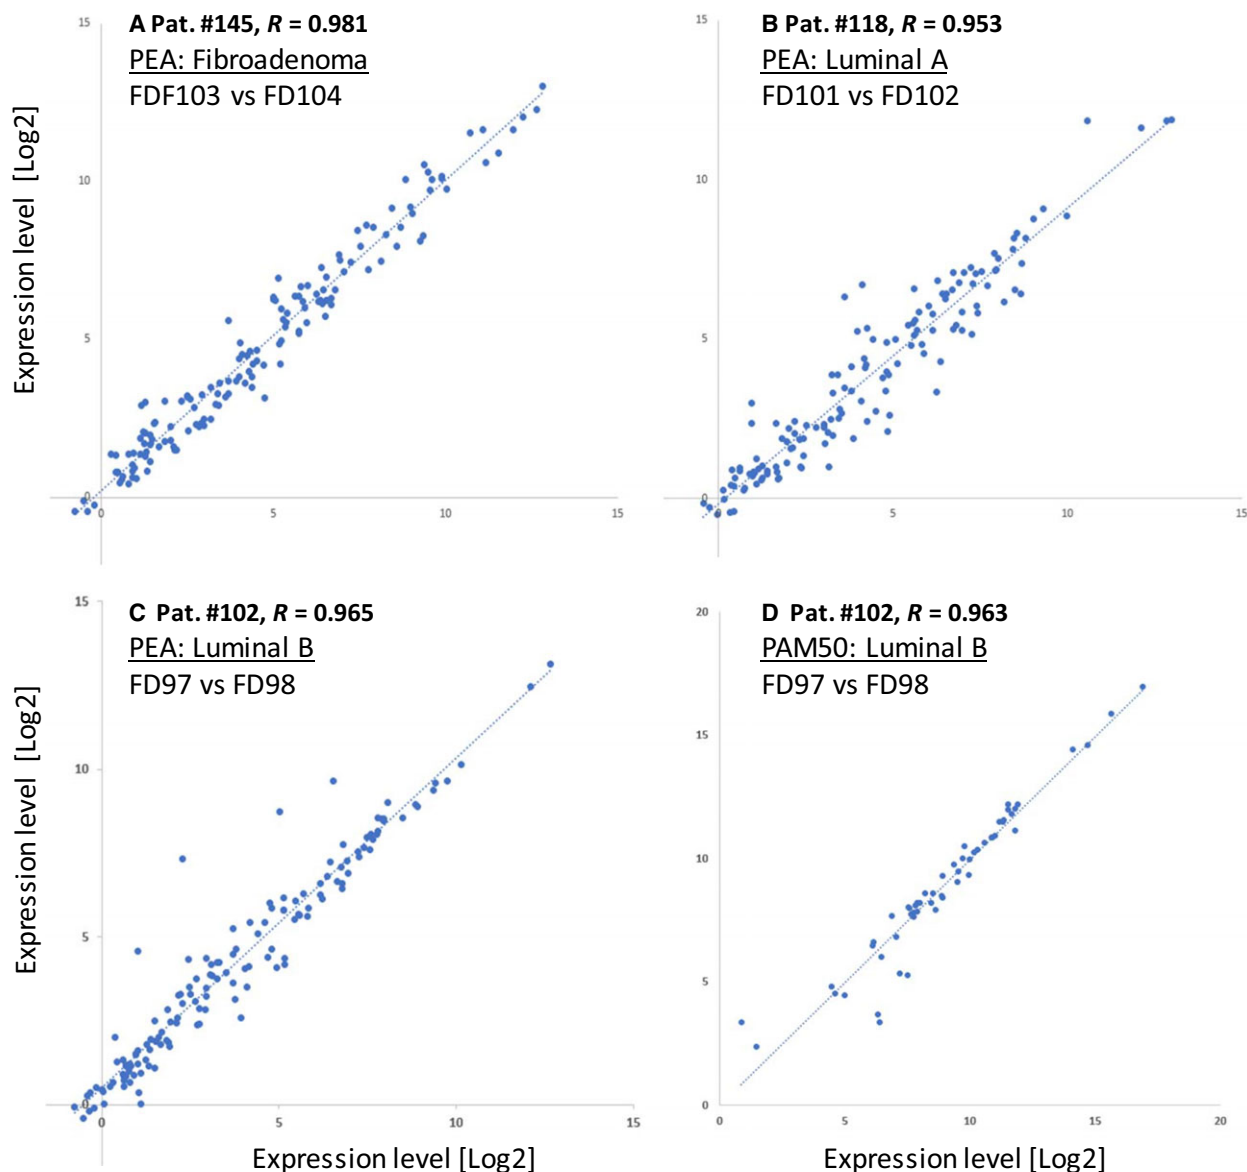 A Pat. #145, R = 0.981
PEA: Fibroadenoma
FDF103 vs FD104
Expression level [Log2]
15
10
5
0
0
5
10
15
B Pat. #118, R = 0.953
PEA: Luminal A
FD101 vs FD102
15
10
5
0
0
5
10
15
C Pat. #102, R = 0.965
PEA: Luminal B
FD97 vs FD98
Expression level [Log2]
15
10
5
0
0
5
10
15
Expression level [Log2]
D Pat. #102, R = 0.963
PAM50: Luminal B
FD97 vs FD98
20
15
10
5
0
0
5
10
15
20
Expression level [Log2]